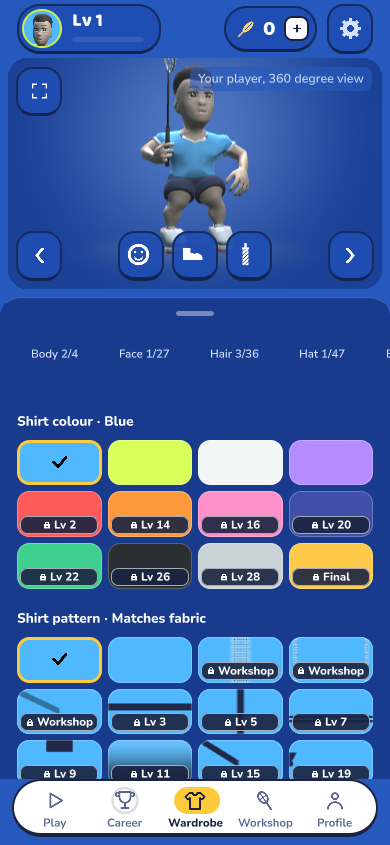 Lv 1
0
+
Your player, 360 degree view
Body 2/4
Face 1/27
Hair 3/36
Hat 1/47
Shirt colour · Blue
Lv 2
Lv 14
Lv 16
Lv 20
Lv 22
Lv 26
Lv 28
Final
Shirt pattern · Matches fabric
Workshop
Workshop
Workshop
Lv 3
Lv 5
Lv 7
Lv 9
Lv 11
Lv 15
Lv 19
Play
Career
Wardrobe
Workshop
Profile